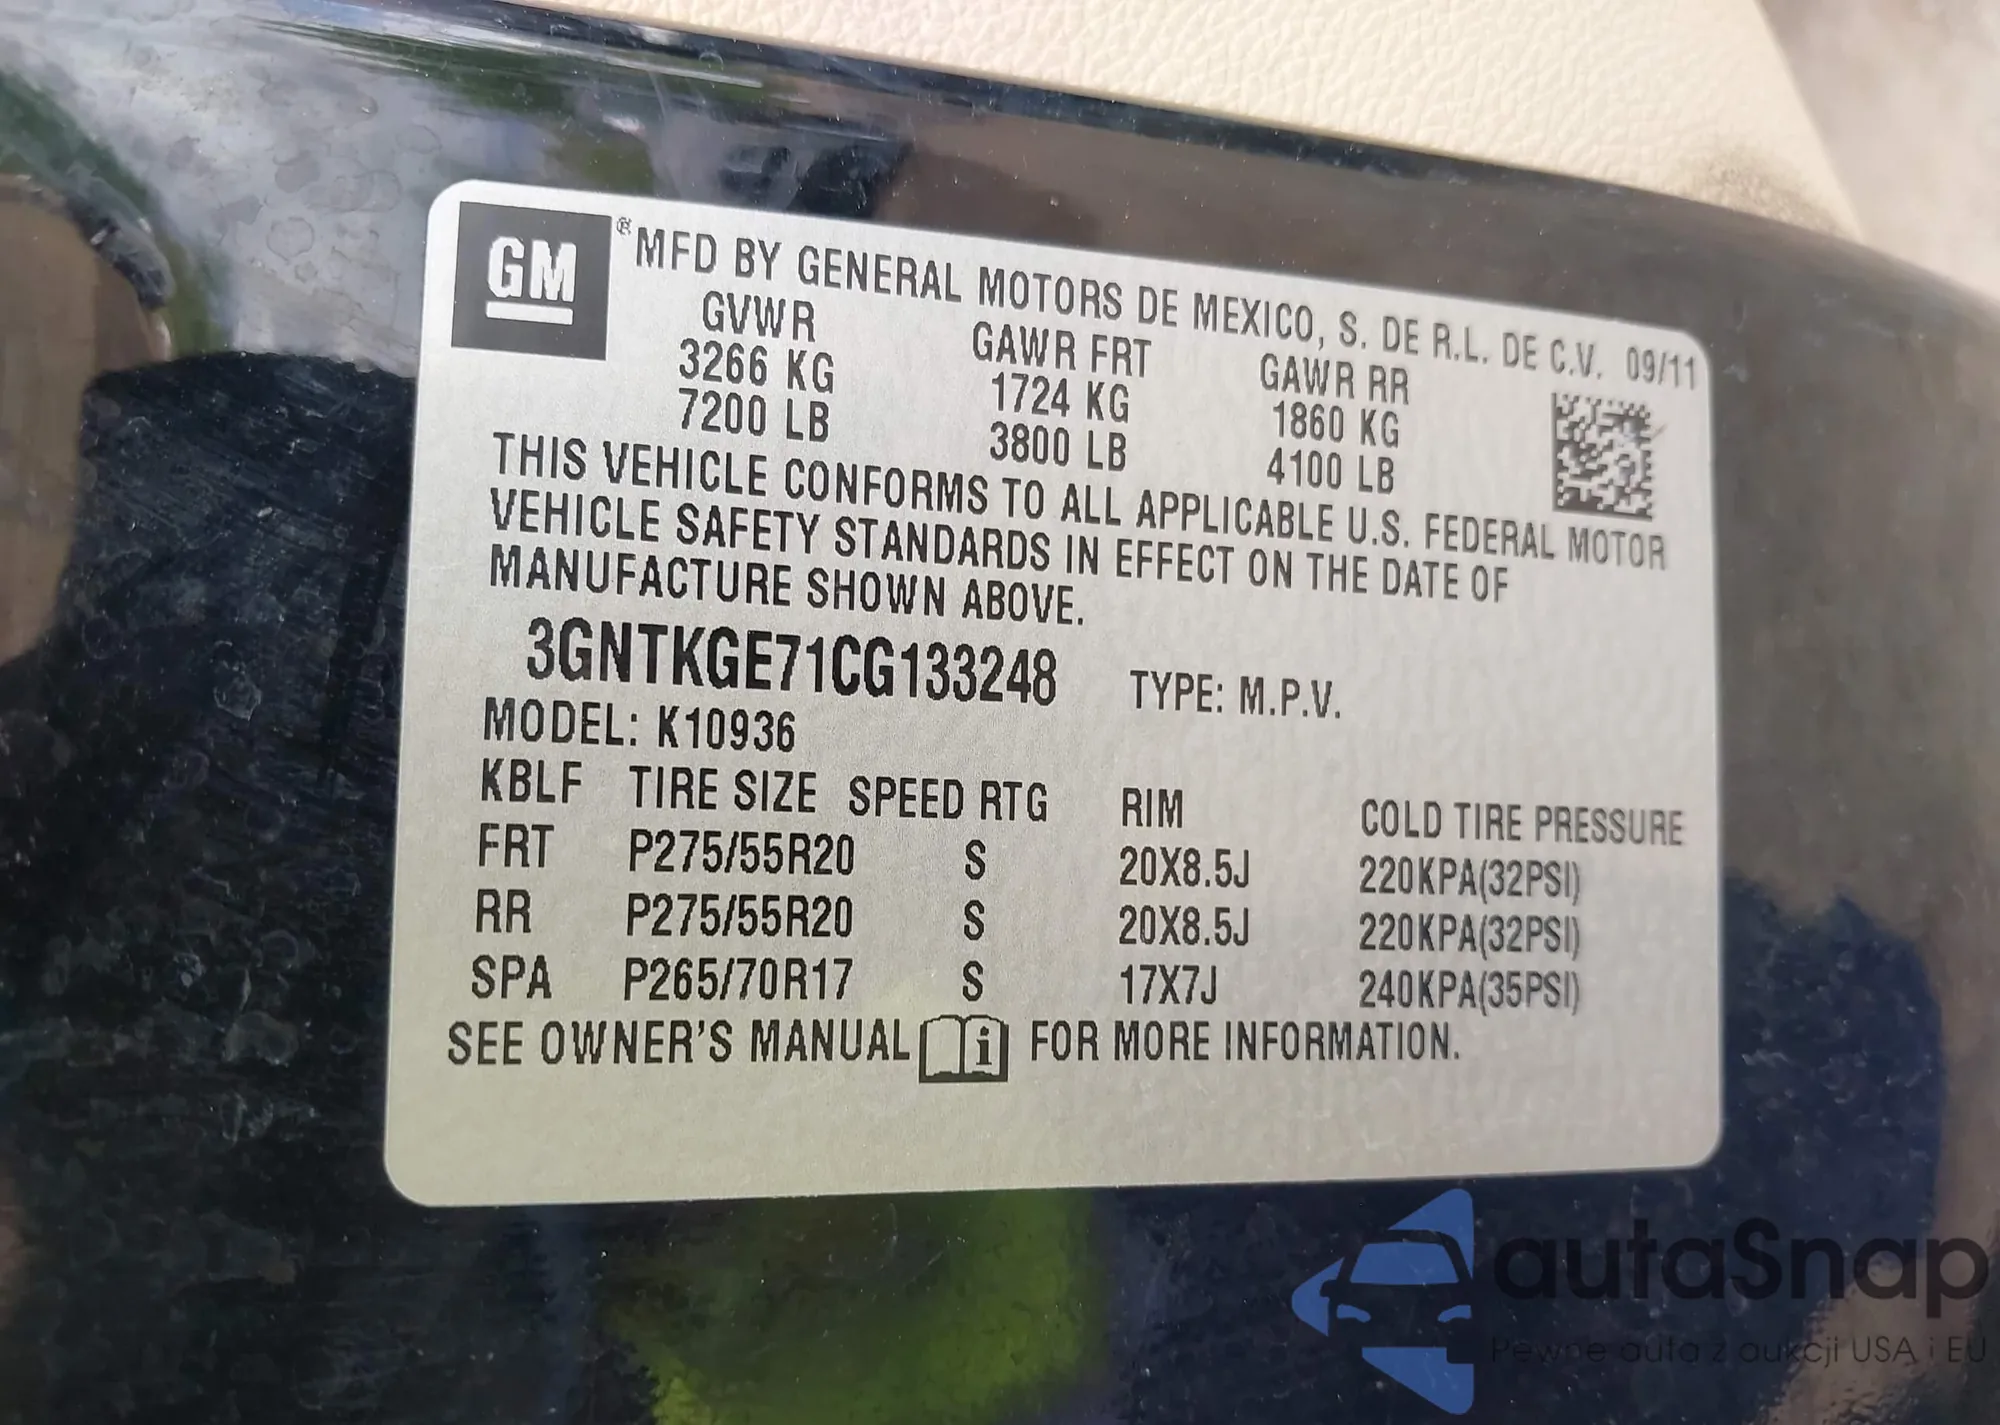 GM ® MFD BY GENERAL MOTORS DE MEXICO, S. DE R.L. DE C.V. 09/11
GVWR GAWR FRT GAWR RR
3266 KG 1724 KG 1860 KG
7200 LB 3800 LB 4100 LB
THIS VEHICLE CONFORMS TO ALL APPLICABLE U.S. FEDERAL MOTOR
VEHICLE SAFETY STANDARDS IN EFFECT ON THE DATE OF
MANUFACTURE SHOWN ABOVE.
3GNTKGE71CG133248 TYPE: M.P.V.
MODEL: K10936
KBLF TIRE SIZE SPEED RTG RIM COLD TIRE PRESSURE
FRT P275/55R20 S 20X8.5J 220KPA(32PSI)
RR P275/55R20 S 20X8.5J 220KPA(32PSI)
SPA P265/70R17 S 17X7J 240KPA(35PSI)
SEE OWNER'S MANUAL i FOR MORE INFORMATION.
autaSnap
Pewne auta z aukcji USA i EU